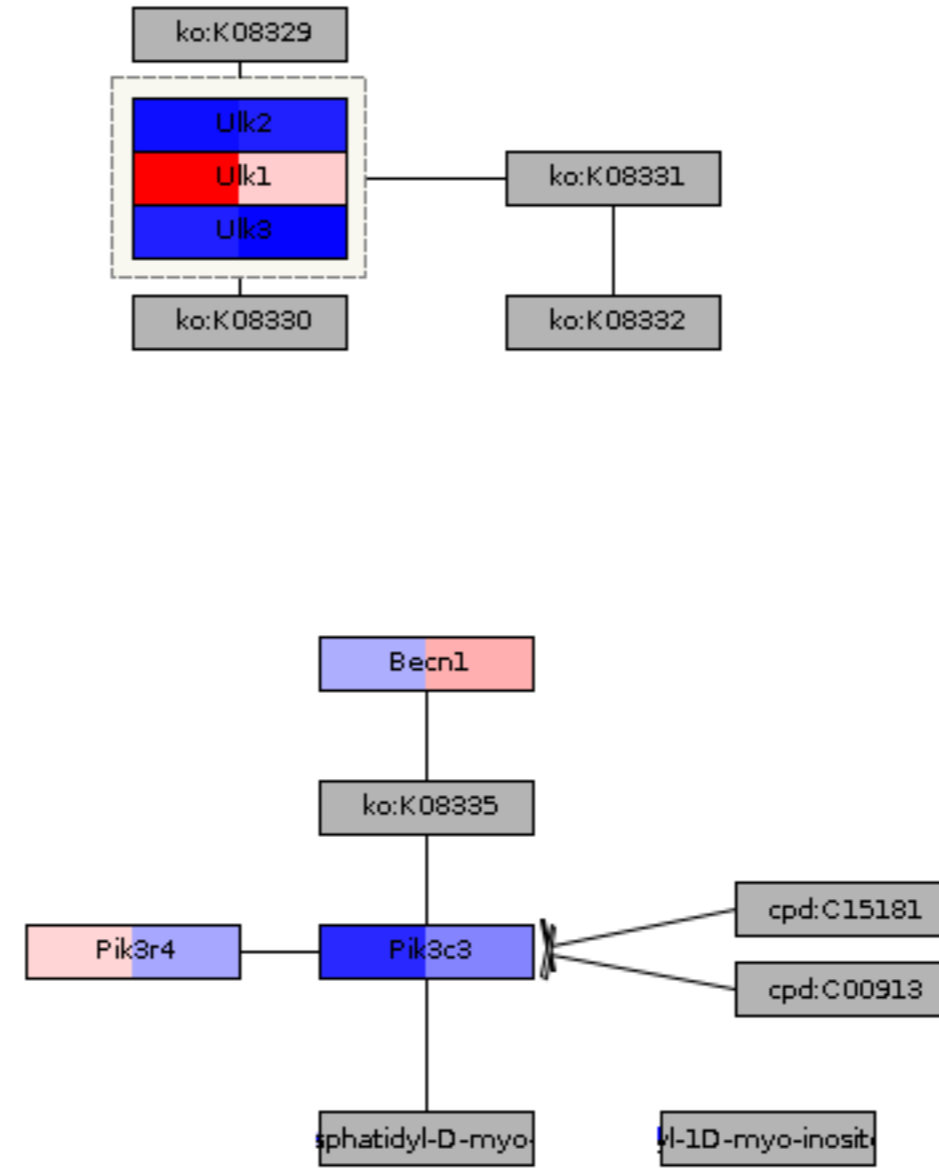 ko:K08329
Ulk2
Ulk1
ko:K08331
Ulk3
ko:K08330
ko:K08332
Becn1
ko:K08335
cpd:C15181
Pik3r4
Pik3c3
cpd:C00913
sphatidyl-D-myo-
yl-1D-myo-inosit